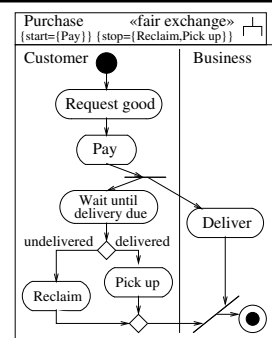 Purchase «fair exchange»
{start={Pay}} {stop={Reclaim,Pick up}}
Customer Business
Request good
Pay
Wait until
delivery due
Deliver
undelivered delivered
Pick up
Reclaim